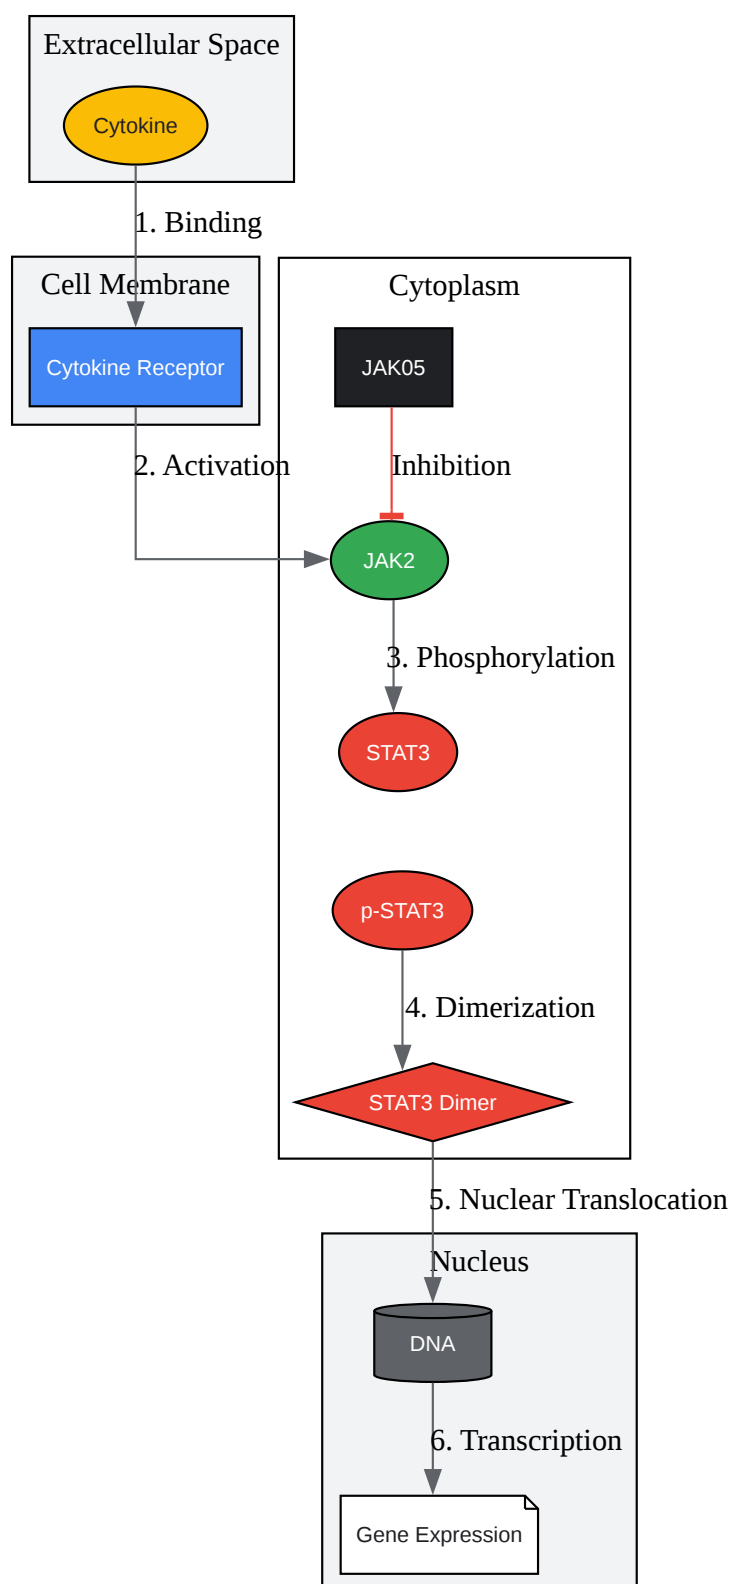 Extracellular Space
Cytokine
1. Binding
Cell Membrane
Cytokine Receptor
2. Activation
Cytoplasm
JAK05
Inhibition
JAK2
3. Phosphorylation
STAT3
p-STAT3
4. Dimerization
STAT3 Dimer
5. Nuclear Translocation
Nucleus
DNA
6. Transcription
Gene Expression